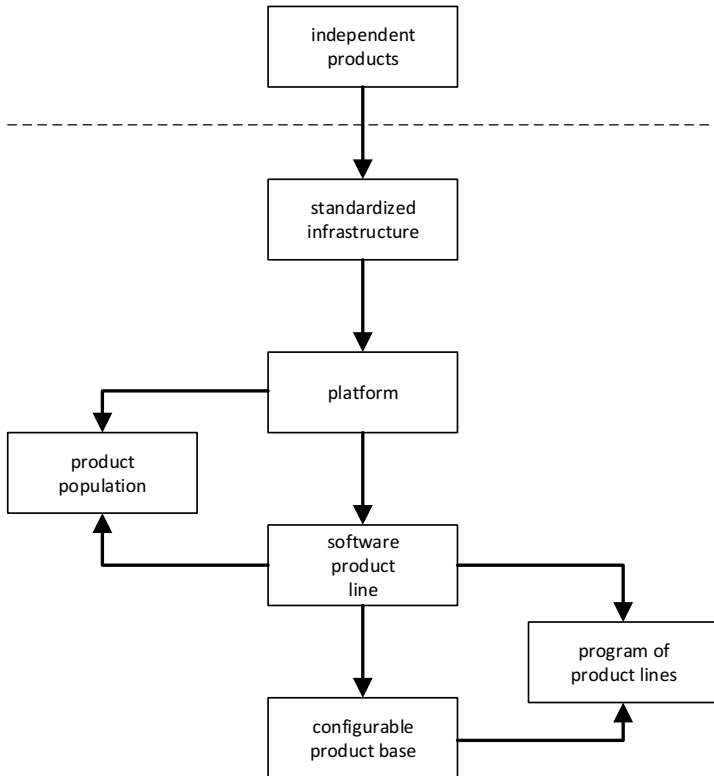 independent
products
standardized
infrastructure
platform
product
population
software
product
line
program of
product lines
configurable
product base